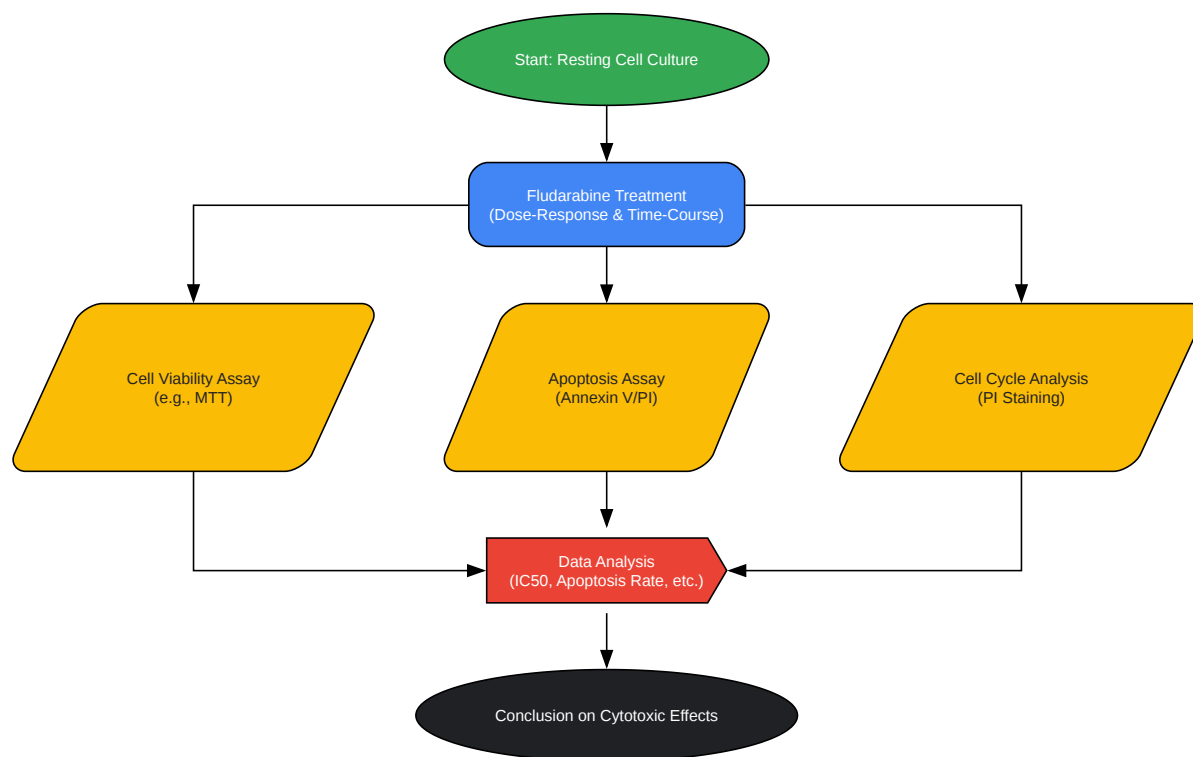 Start: Resting Cell Culture
Fludarabine Treatment
(Dose-Response & Time-Course)
Cell Viability Assay
(e.g., MTT)
Apoptosis Assay
(Annexin V/PI)
Cell Cycle Analysis
(PI Staining)
Data Analysis
(IC50, Apoptosis Rate, etc.)
Conclusion on Cytotoxic Effects